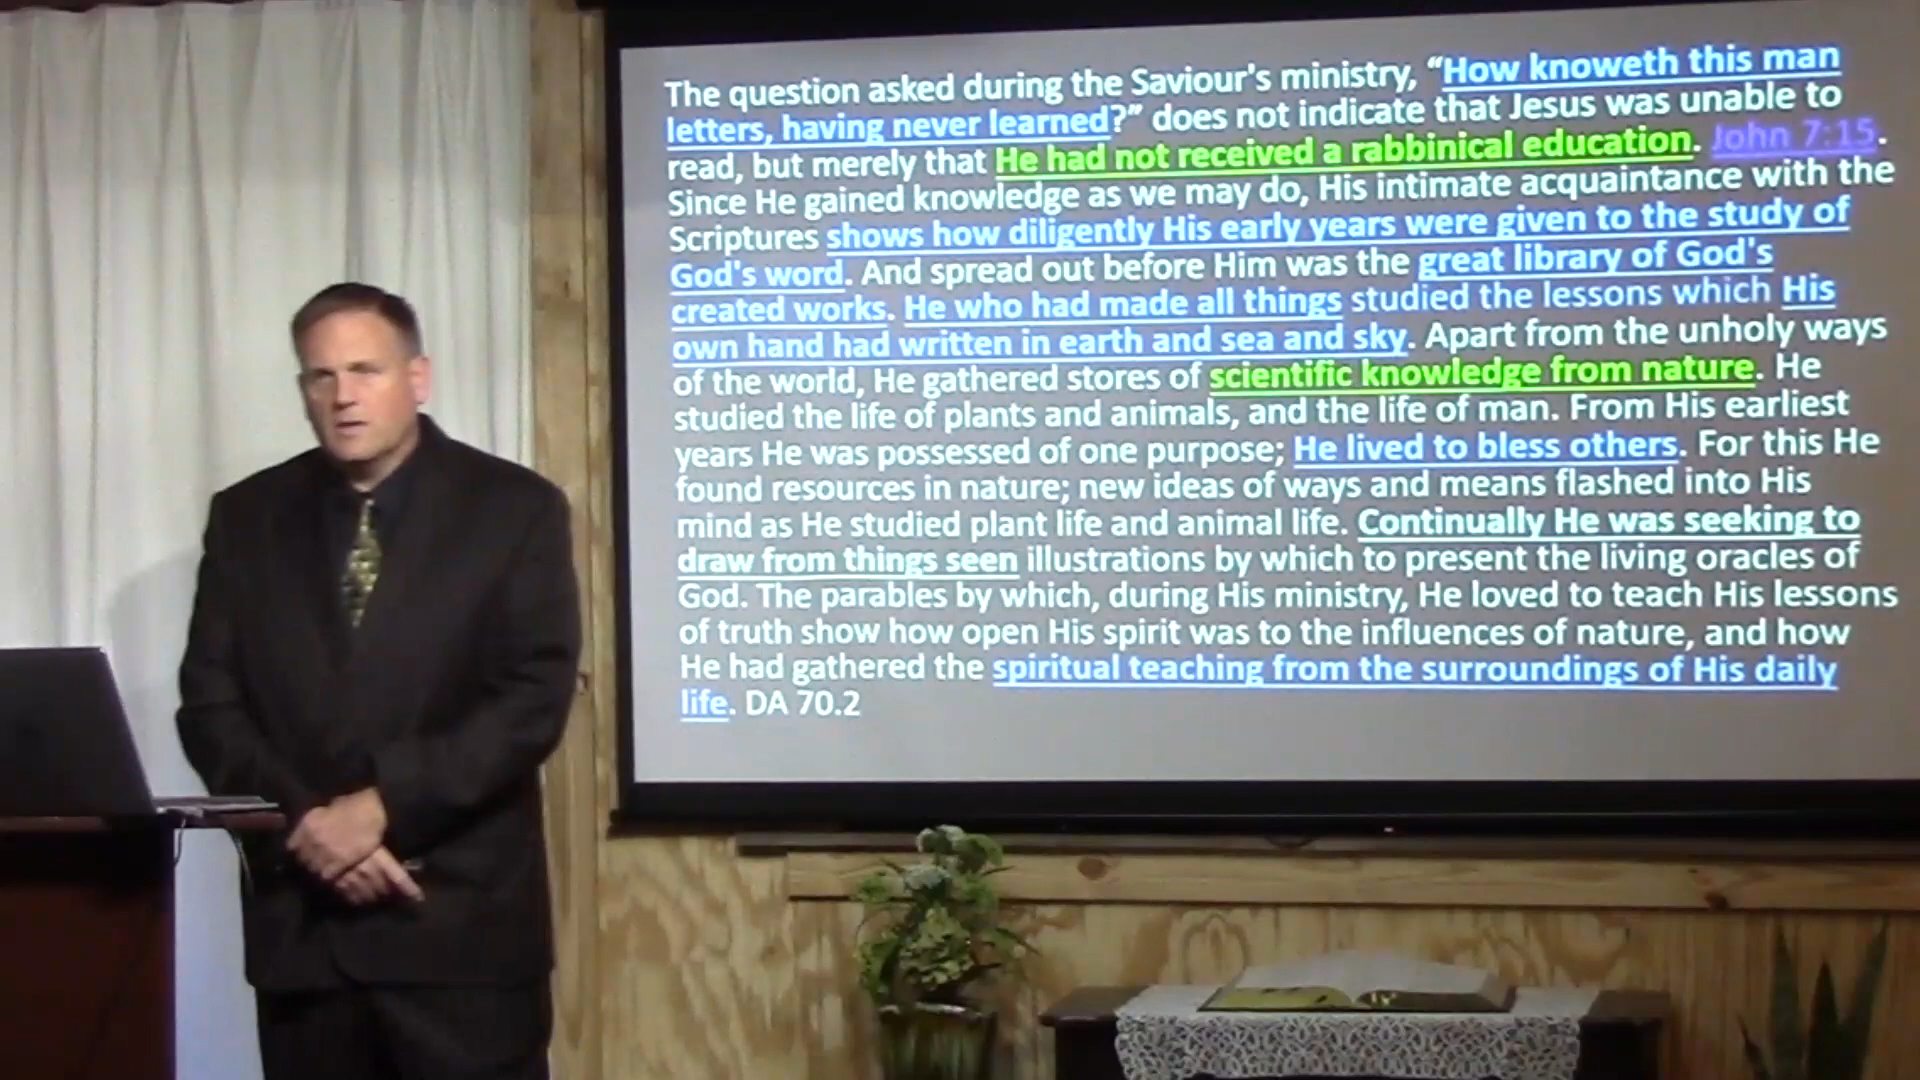 The question asked during the Saviour's ministry, “How knoweth this man
letters, having never learned?” does not indicate that Jesus was unable to
read, but merely that He had not received a rabbinical education. John 7:15.
Since He gained knowledge as we may do, His intimate acquaintance with the
Scriptures shows how diligently His early years were given to the study of
God's word. And spread out before Him was the great library of God's
created works. He who had made all things studied the lessons which His
own hand had written in earth and sea and sky. Apart from the unholy ways
of the world, He gathered stores of scientific knowledge from nature. He
studied the life of plants and animals, and the life of man. From His earliest
years He was possessed of one purpose; He lived to bless others. For this He
found resources in nature; new ideas of ways and means flashed into His
mind as He studied plant life and animal life. Continually He was seeking to
draw from things seen illustrations by which to present the living oracles of
God. The parables by which, during His ministry, He loved to teach His lessons
of truth show how open His spirit was to the influences of nature, and how
He had gathered the spiritual teaching from the surroundings of His daily
life. DA 70.2